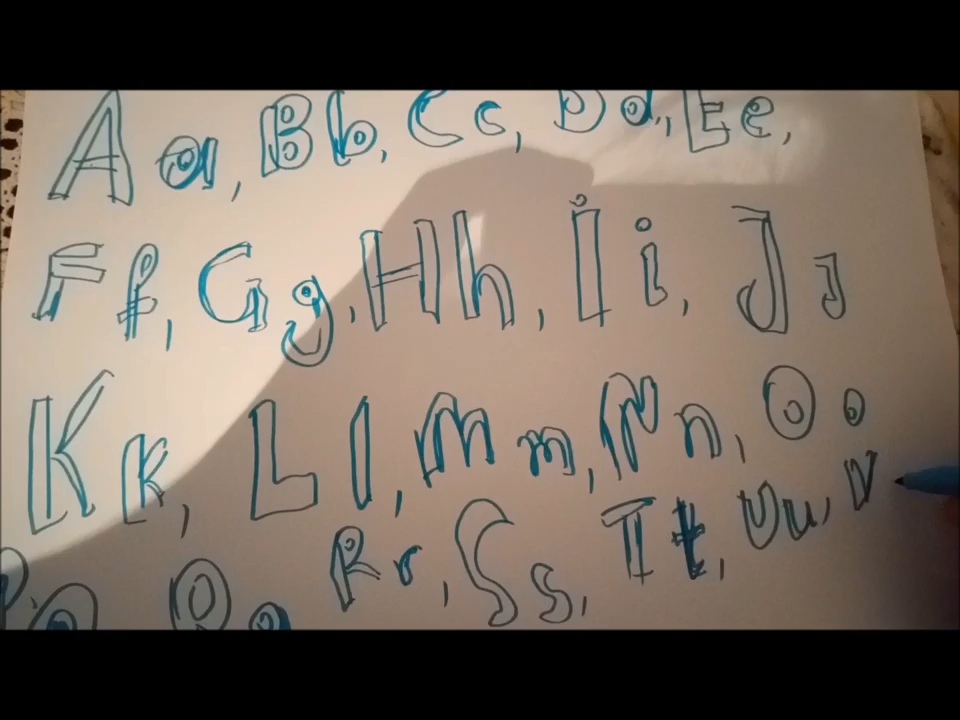 Aa, Bb, Cc, Dd, Ee,
Ff, Gg, Hh, Ii, Jj
Kk, Ll, Mm, Nn, Oo
Pp Qq Rr, Ss, Tt, Uu, V